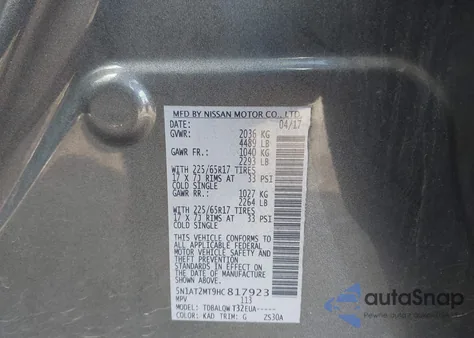 MFD BY NISSAN MOTOR CO., LTD.
DATE: 04/17
GVWR: 2036 KG
4489 LB
GAWR FR.: 1040 KG
2293 LB
WITH 225/65R17 TIRES
17 X 7J RIMS AT 33 PSI
COLD SINGLE
GAWR RR.: 1027 KG
2264 LB
WITH 225/65R17 TIRES
17 X 7J RIMS AT 33 PSI
COLD SINGLE
THIS VEHICLE CONFORMS TO
ALL APPLICABLE FEDERAL
MOTOR VEHICLE SAFETY
AND THEFT PREVENTION
STANDARDS IN EFFECT ON
THE DATE OF MANUFACTURE
SHOWN ABOVE.
5N1AT2MT9HC817923
MPV 113
MODEL: TDBALQWT32EUA-----
COLOR: KAD TRIM: G 2S30A
autoSnap